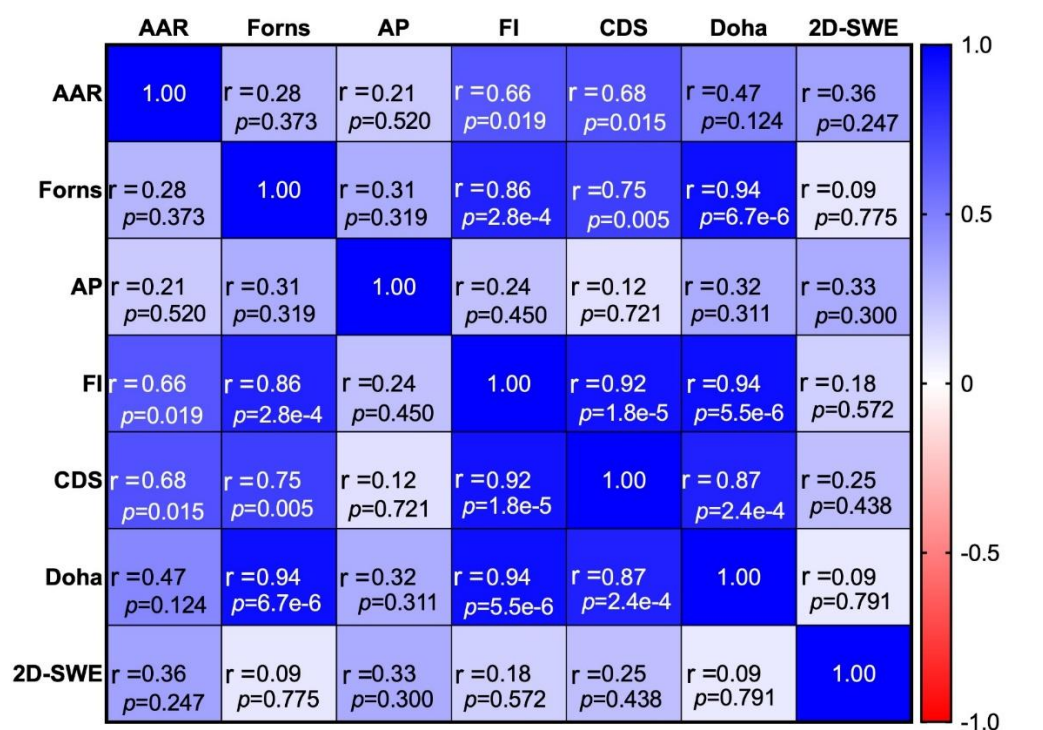 AAR Forns AP FI CDS Doha 2D-SWE
1.0
AAR 1.00 r =0.28 r =0.21 r =0.66 r =0.68 r =0.47 r =0.36
p=0.373 p=0.520 p=0.019 p=0.015 p=0.124 p=0.247
Forns r =0.28 1.00 r =0.31 r =0.86 r =0.75 r =0.94 r =0.09
p=0.373 p=0.319 p=2.8e-4 p=0.005 p=6.7e-6 p=0.775
0.5
AP r =0.21 r =0.31 1.00 r =0.24 r =0.12 r =0.32 r =0.33
p=0.520 p=0.319 p=0.450 p=0.721 p=0.311 p=0.300
FI r =0.66 r =0.86 r =0.24 1.00 r =0.92 r =0.94 r =0.18
0
p=0.019 p=2.8e-4 p=0.450 p=1.8e-5 p=5.5e-6 p=0.572
CDS r =0.68 r =0.75 r =0.12 r =0.92 1.00 r =0.87 r =0.25
p=0.015 p=0.005 p=0.721 p=1.8e-5 p=2.4e-4 p=0.438
-0.5
Doha r =0.47 r =0.94 r =0.32 r =0.94 r =0.87 1.00 r =0.09
p=0.124 p=6.7e-6 p=0.311 p=5.5e-6 p=2.4e-4 p=0.791
2D-SWE r =0.36 r =0.09 r =0.33 r =0.18 r =0.25 r =0.09 1.00
p=0.247 p=0.775 p=0.300 p=0.572 p=0.438 p=0.791
-1.0